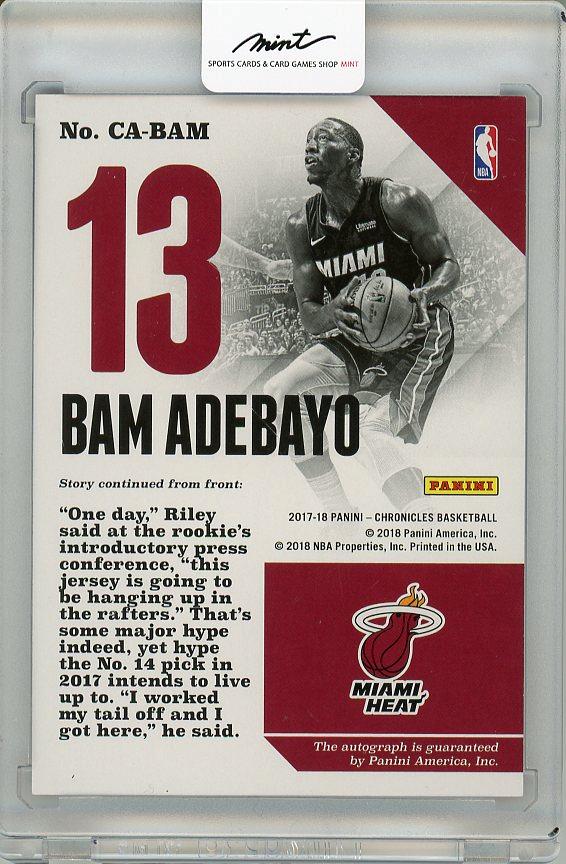 mint
SPORTS CARDS & CARD GAMES SHOP MINT
No. CA-BAM
NBA
13
MIAMI
BAM ADEBAYO
Story continued from front:
PANINI
“One day,” Riley
said at the rookie’s
introductory press
conference, “this
jersey is going to
be hanging up in
the rafters.” That’s
some major hype
indeed, yet hype
the No. 14 pick in
2017 intends to live
up to. “I worked
my tail off and I
got here,” he said.
2017-18 PANINI – CHRONICLES BASKETBALL
© 2018 Panini America, Inc.
© 2018 NBA Properties, Inc. Printed in the USA.
MIAMI
HEAT
The autograph is guaranteed
by Panini America, Inc.